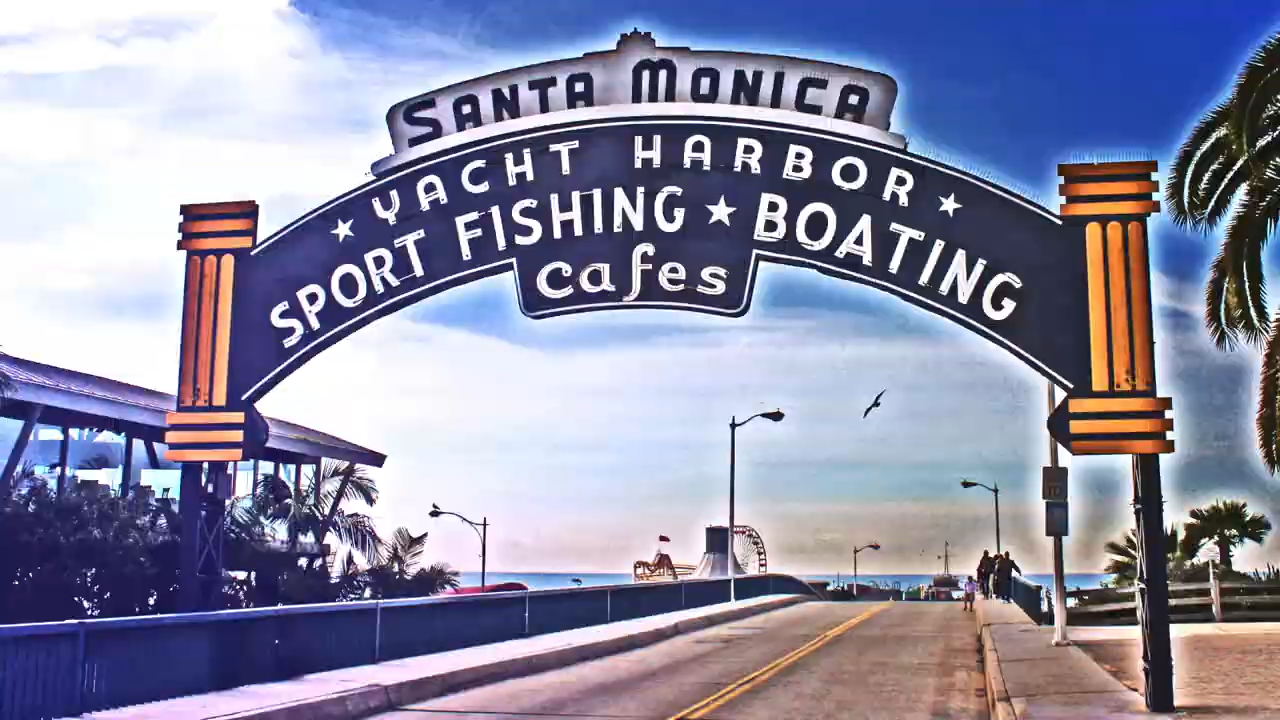 SANTA MONICA
★ YACHT HARBOR ★
SPORT FISHING ★ BOATING
cafes